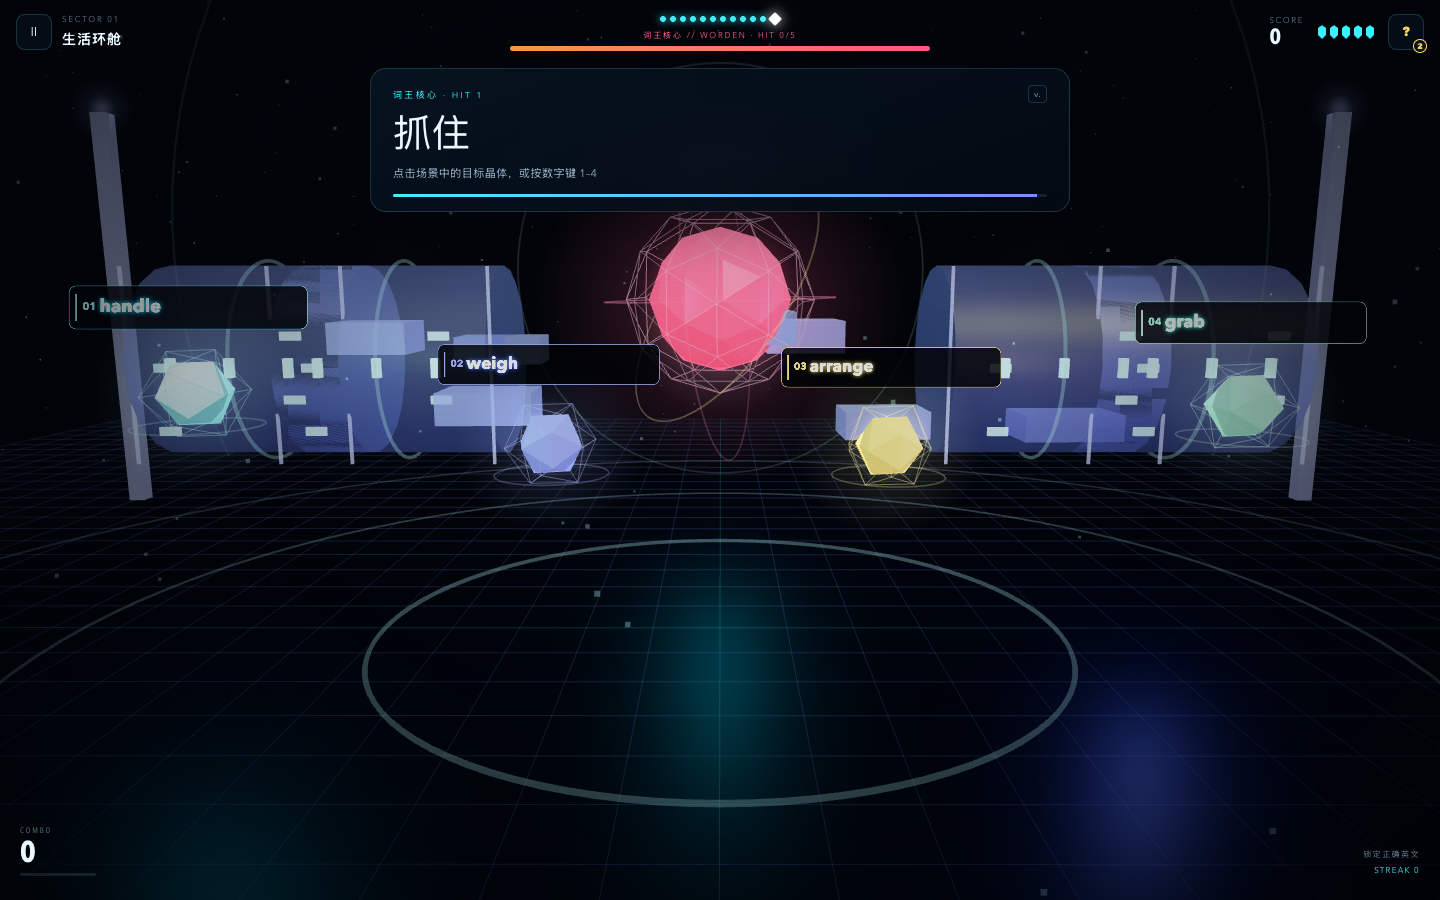 SECTOR 01
生活环舱
词王核心 // WORDEN · HIT 0/5
SCORE
0
?
2
词王核心 · HIT 1
v.
抓住
点击场景中的目标晶体，或按数字键 1-4
01 handle
02 weigh
03 arrange
04 grab
COMBO
0
锁定正确英文
STREAK 0